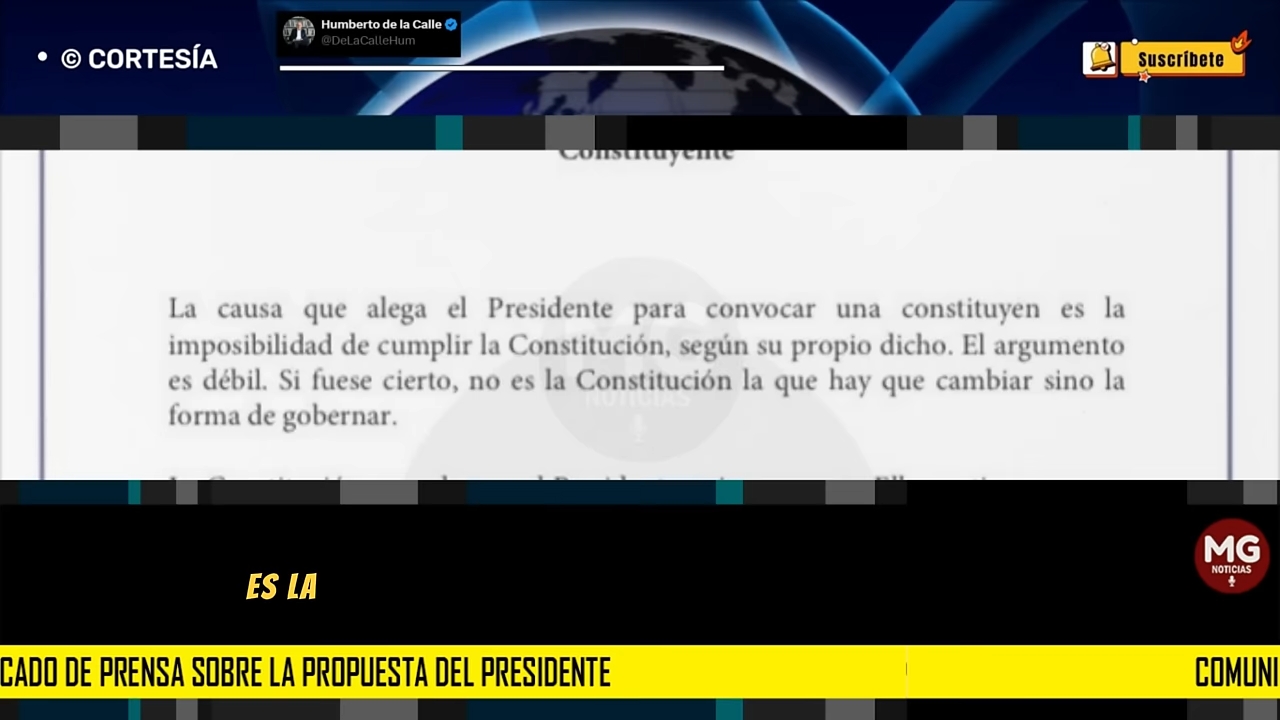 Humberto de la Calle
@DeLaCalleHum
• © CORTESÍA
Suscríbete
Constituyente
La causa que alega el Presidente para convocar una constituyen es la
imposibilidad de cumplir la Constitución, según su propio dicho. El argumento
es débil. Si fuese cierto, no es la Constitución la que hay que cambiar sino la
forma de gobernar.
NOTICIAS
MG
NOTICIAS
ES LA
CADO DE PRENSA SOBRE LA PROPUESTA DEL PRESIDENTE
COMUNI